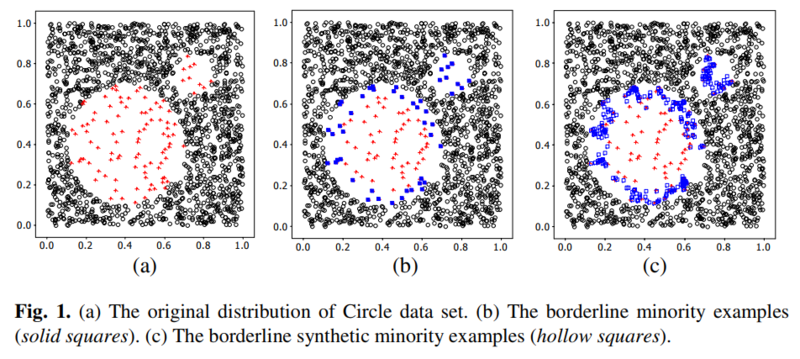 1.0
0.8
0.6
0.4
0.2
0.0
0.0 0.2 0.4 0.6 0.8 1.0
(a)
1.0
0.8
0.6
0.4
0.2
0.0
0.0 0.2 0.4 0.6 0.8 1.0
(b)
1.0
0.8
0.6
0.4
0.2
0.0
0.0 0.2 0.4 0.6 0.8 1.0
(c)
Fig. 1. (a) The original distribution of Circle data set. (b) The borderline minority examples
(solid squares). (c) The borderline synthetic minority examples (hollow squares).